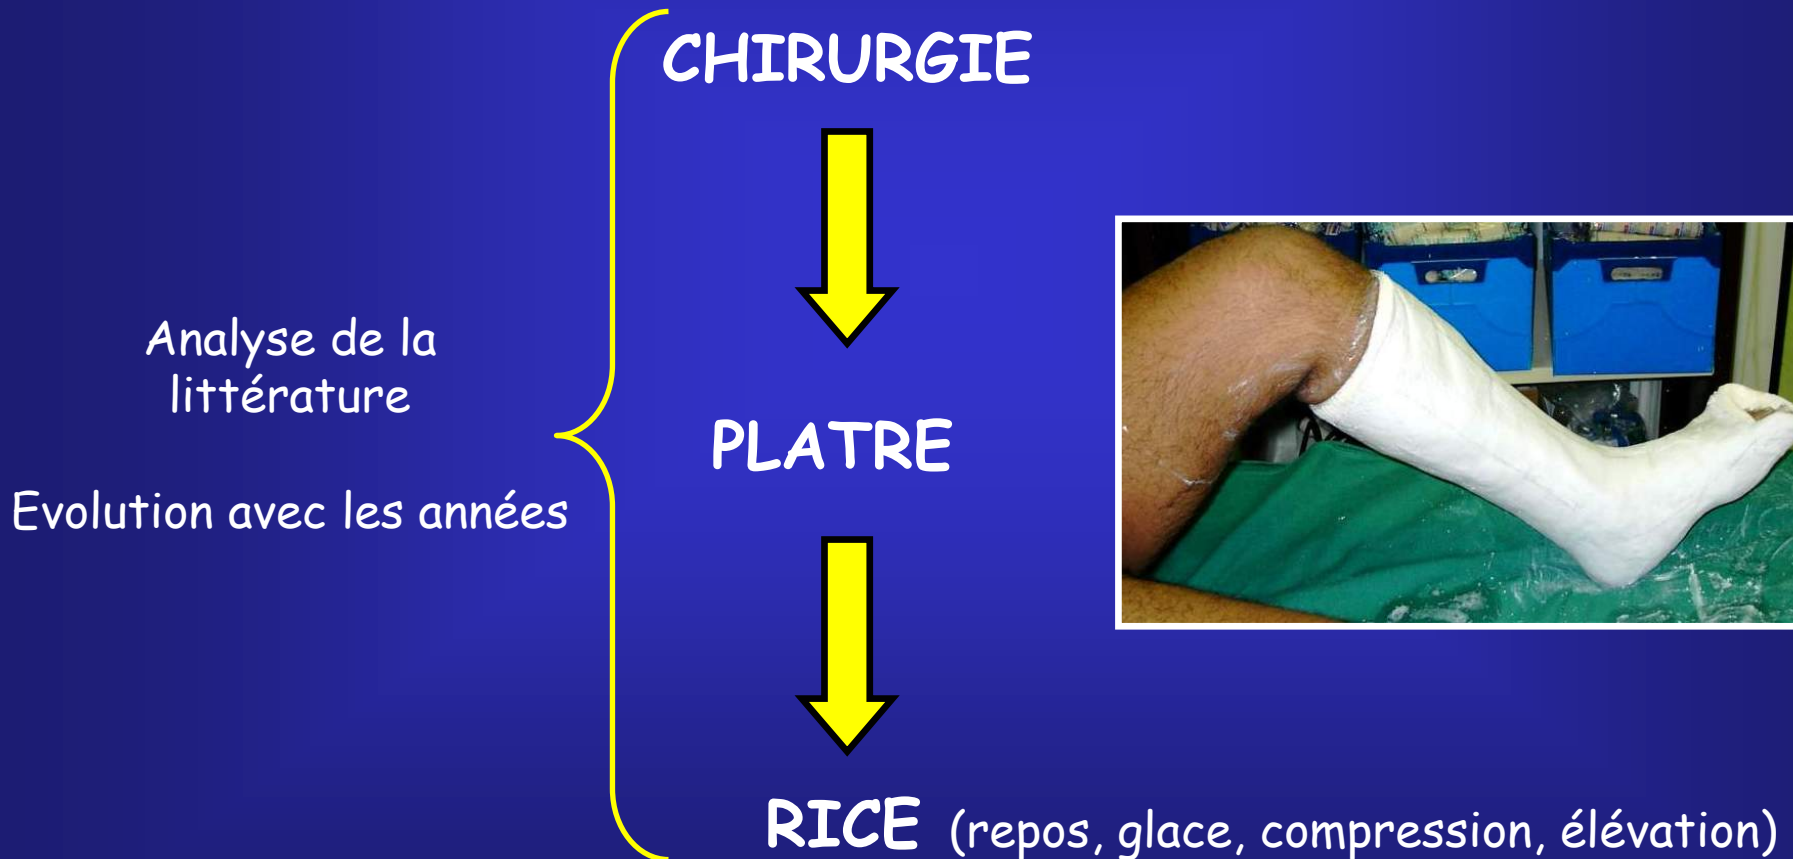 CHIRURGIE
Analyse de la
littérature
Evolution avec les années
PLATRE
RICE (repos, glace, compression, élévation)